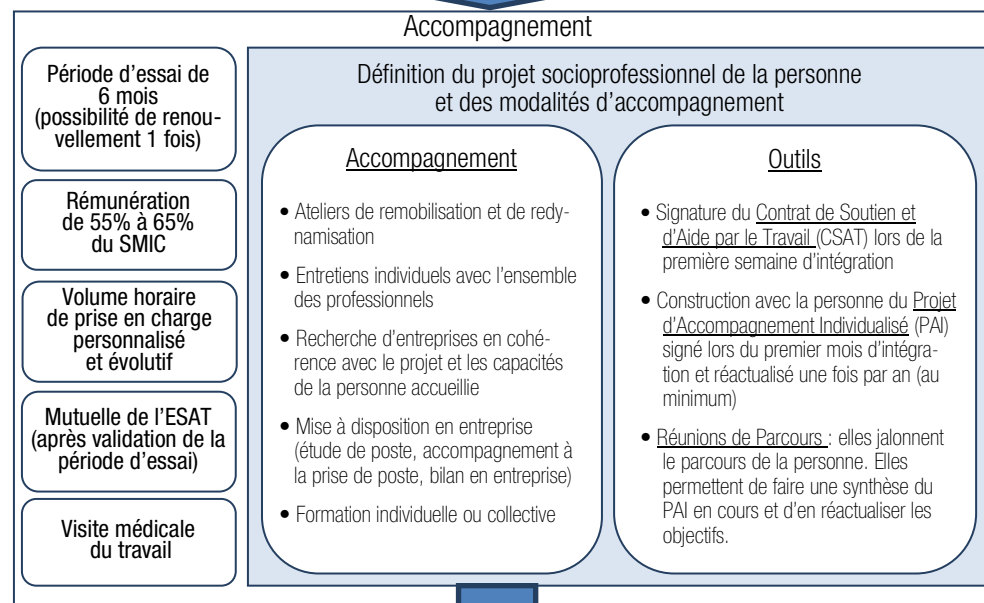 Accompagnement
Période d'essai de
6 mois
(possibilité de renou-
vellement 1 fois)
Rémunération
de 55% à 65%
du SMIC
Volume horaire
de prise en charge
personnalisé
et évolutif
Mutuelle de l'ESAT
(après validation de la
période d'essai)
Visite médicale
du travail
Définition du projet socioprofessionnel de la personne
et des modalités d'accompagnement
Accompagnement
• Ateliers de remobilisation et de redy-
namisation
• Entretiens individuels avec l'ensemble
des professionnels
• Recherche d'entreprises en cohé-
rence avec le projet et les capacités
de la personne accueillie
• Mise à disposition en entreprise
(étude de poste, accompagnement à
la prise de poste, bilan en entreprise)
• Formation individuelle ou collective
Outils
• Signature du Contrat de Soutien et
d'Aide par le Travail (CSAT) lors de la
première semaine d'intégration
• Construction avec la personne du Projet
d'Accompagnement Individualisé (PAI)
signé lors du premier mois d'intégra-
tion et réactualisé une fois par an (au
minimum)
• Réunions de Parcours : elles jalonnent
le parcours de la personne. Elles
permettent de faire une synthèse du
PAI en cours et d'en réactualiser les
objectifs.